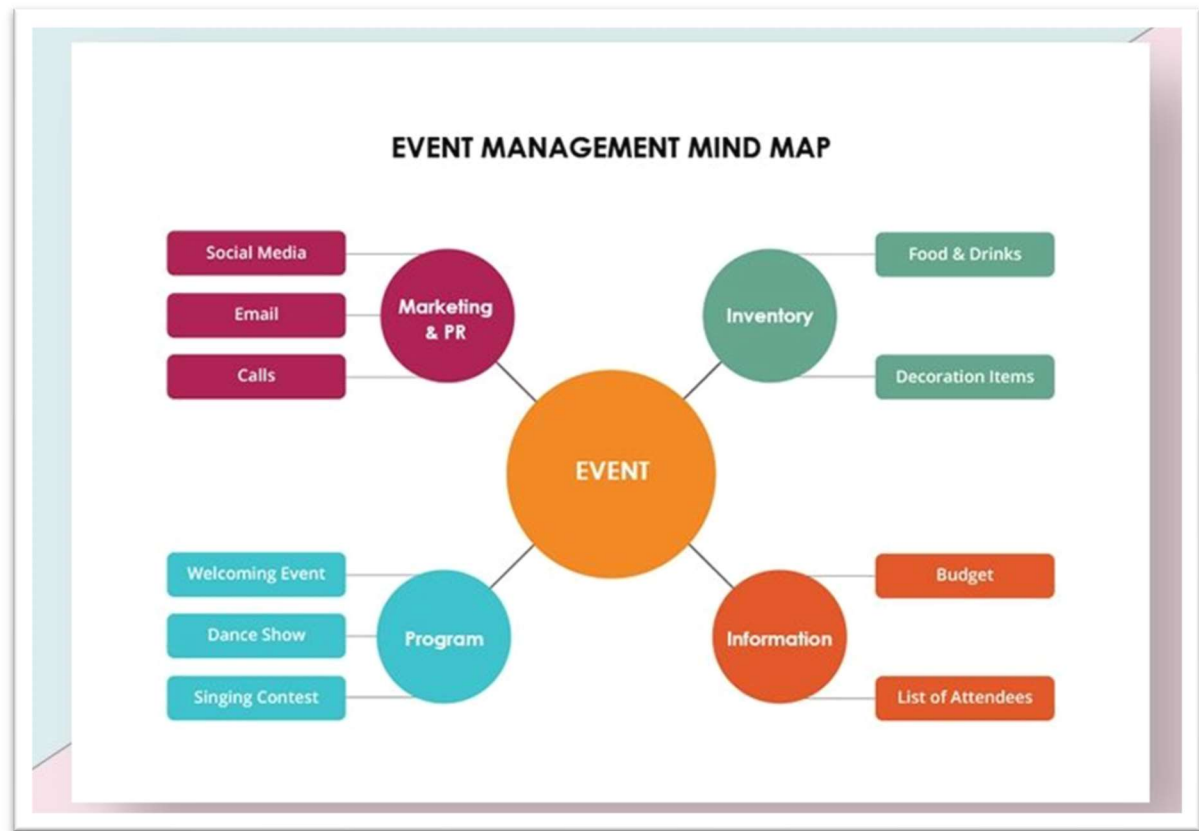 EVENT MANAGEMENT MIND MAP
Social Media
Email
Calls
Marketing
& PR
Inventory
Food & Drinks
Decoration Items
EVENT
Welcoming Event
Dance Show
Singing Contest
Program
Information
Budget
List of Attendees